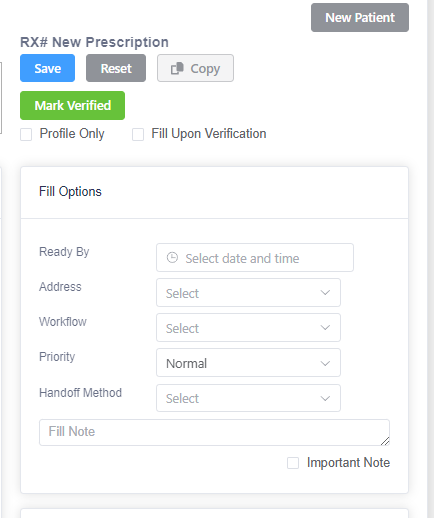 New Patient
RX# New Prescription
Save Reset Copy
Mark Verified
Profile Only Fill Upon Verification
Fill Options
Ready By Select date and time
Address Select
Workflow Select
Priority Normal
Handoff Method Select
Fill Note
Important Note